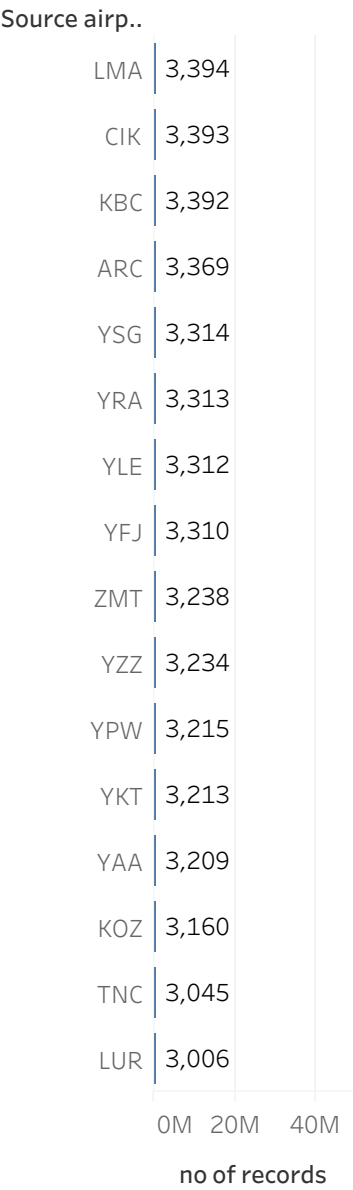 Source airp..
LMA 3,394
CIK 3,393
KBC 3,392
ARC 3,369
YSG 3,314
YRA 3,313
YLE 3,312
YFJ 3,310
ZMT 3,238
YZZ 3,234
YPW 3,215
YKT 3,213
YAA 3,209
KOZ 3,160
TNC 3,045
LUR 3,006
0M 20M 40M
no of records